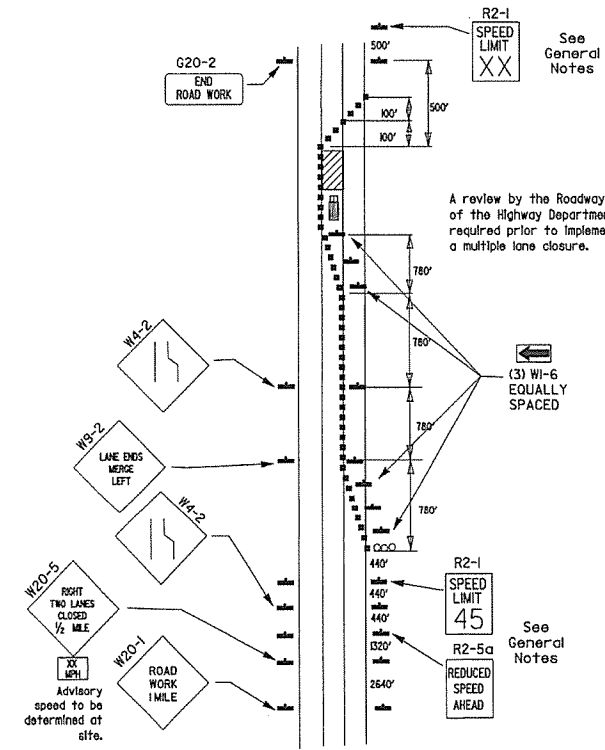 R2-1
SPEED
LIMIT
XX
See
General
Notes
500'
G20-2
END
ROAD WORK
500'
100'
100'
A review by the Roadway
of the Highway Departmen
required prior to impleme
a multiple lane closure.
780'
W4-2
780'
(3) W1-6
EQUALLY
SPACED
W9-2
LANE ENDS
MERGE
LEFT
780'
780'
W4-2
440'
R2-1
SPEED
LIMIT
45
See
General
Notes
440'
440'
W20-5
RIGHT
TWO LANES
CLOSED
1/2 MILE
XX
MPH
Advisory
speed to be
determined at
site.
1320'
R2-5a
REDUCED
SPEED
AHEAD
W20-1
ROAD
WORK
1 MILE
2640'